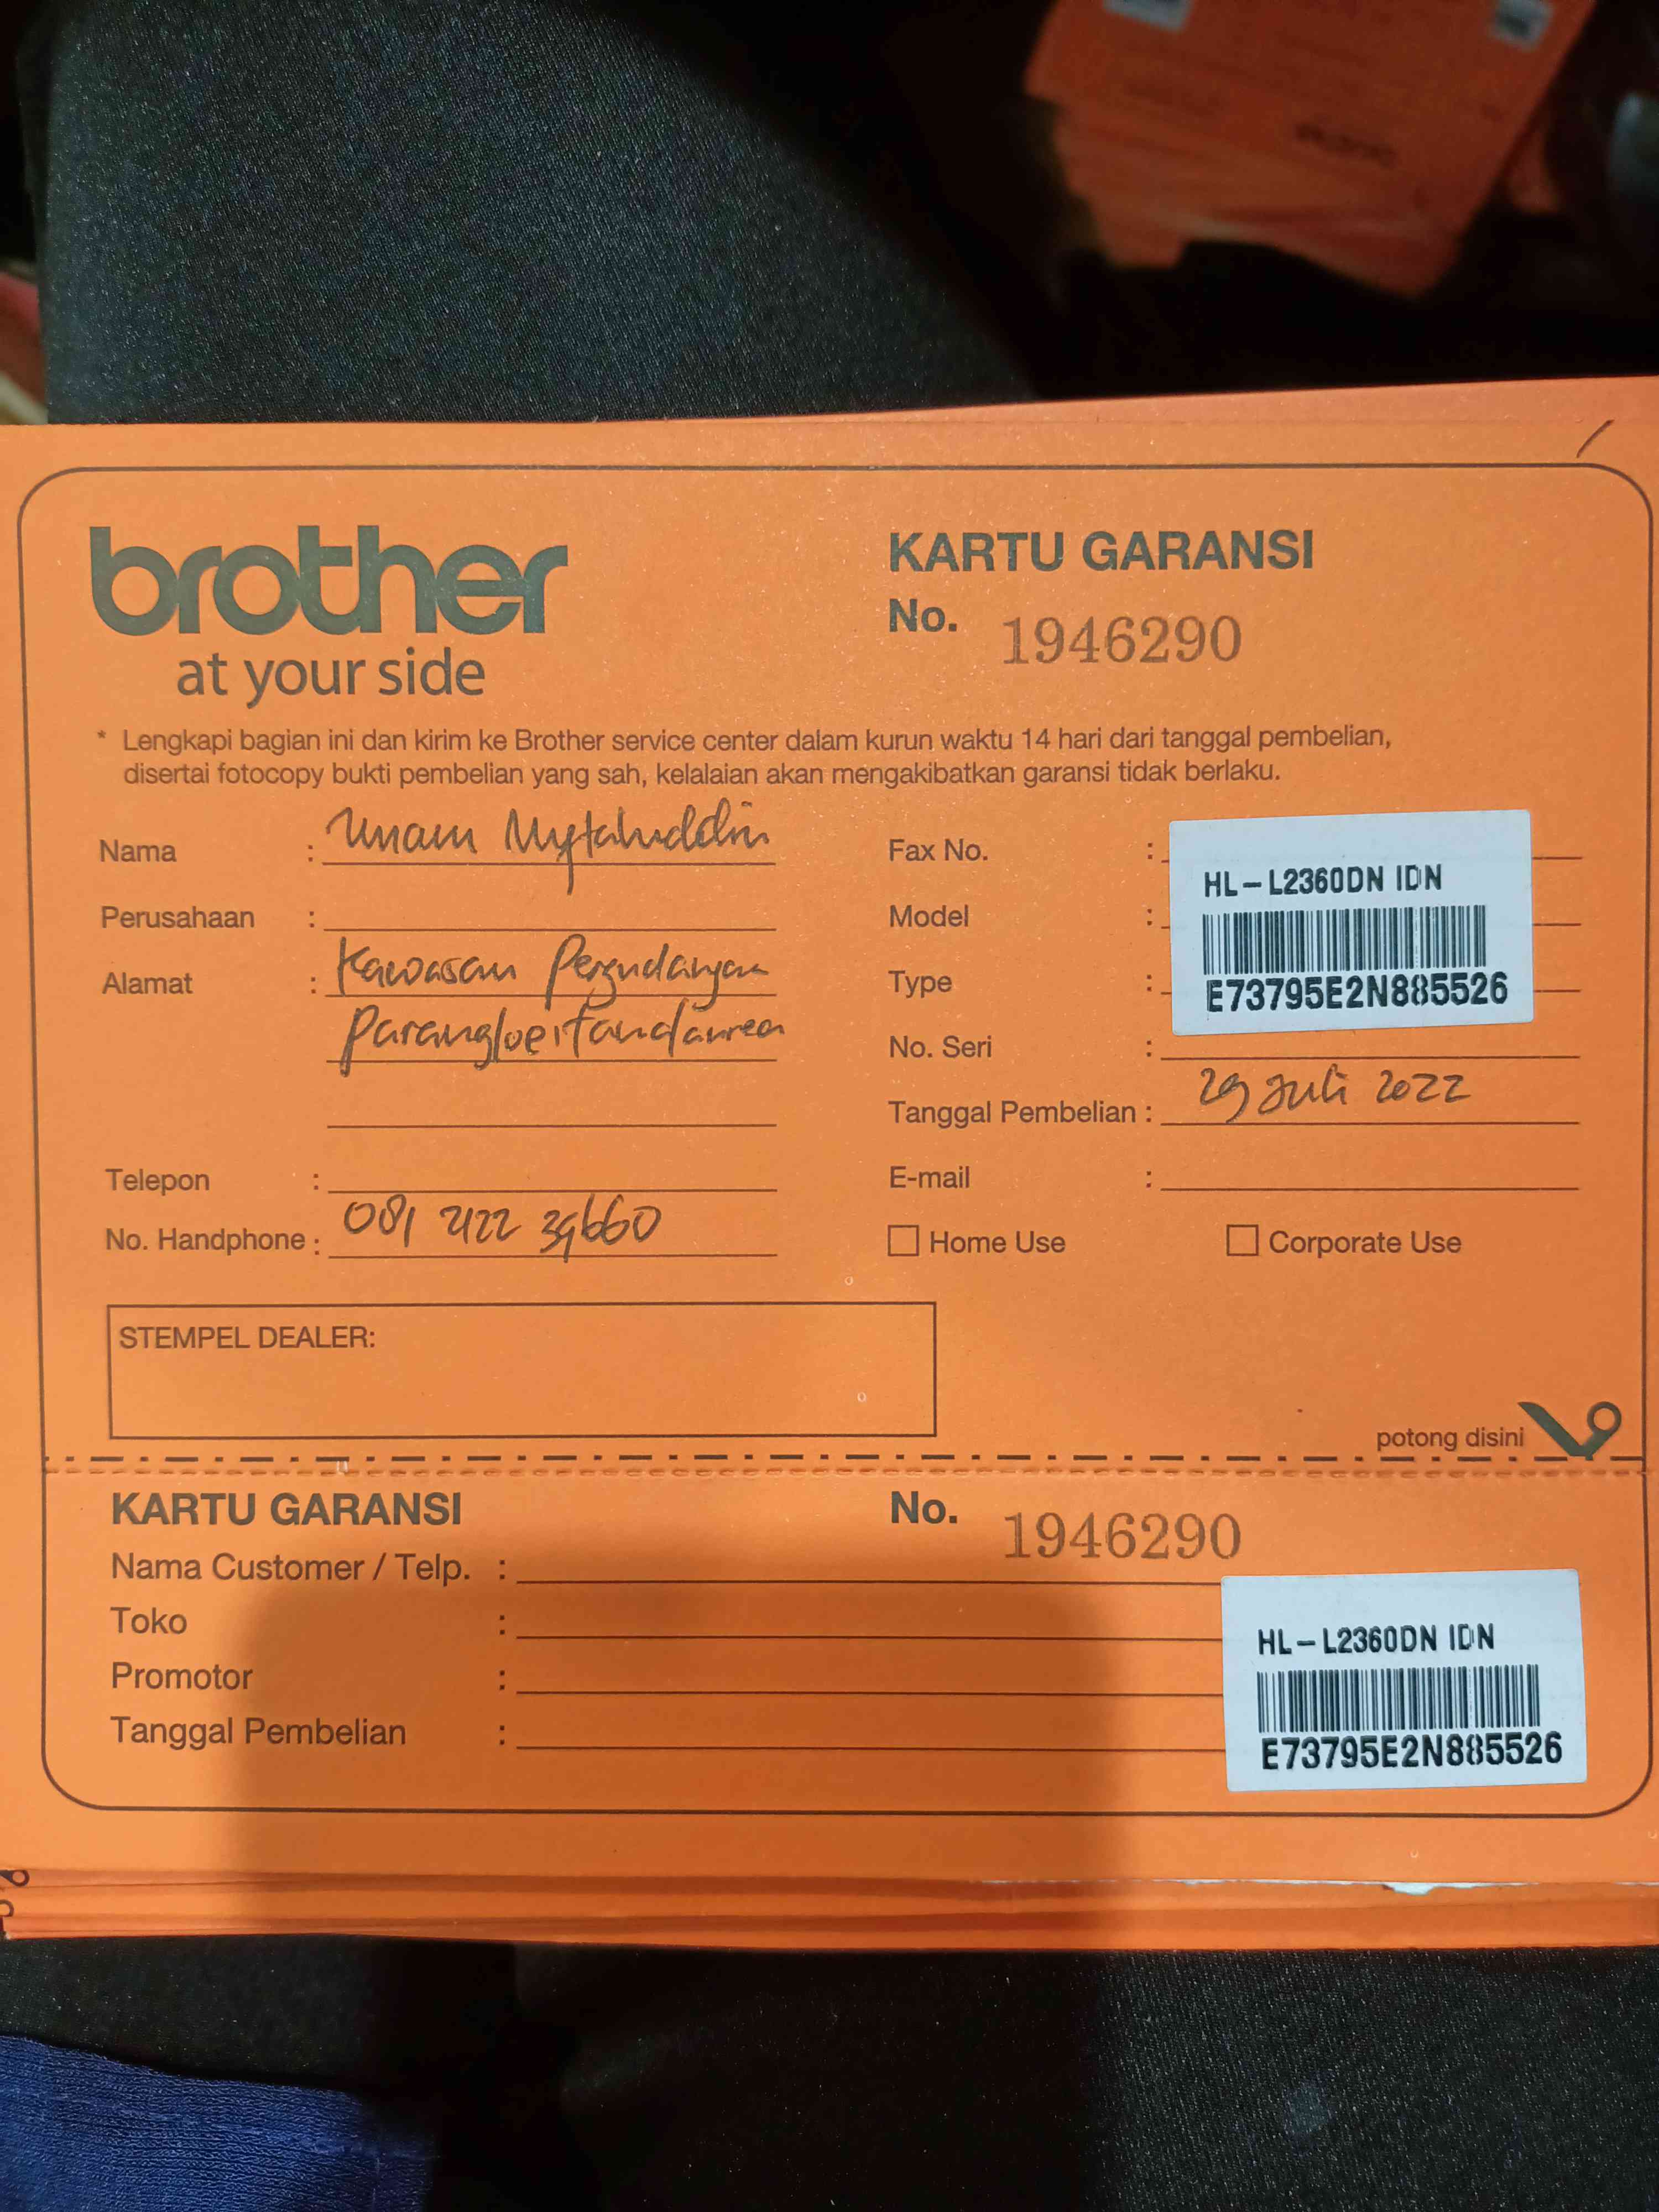 brother
at your side
KARTU GARANSI
No. 1946290
* Lengkapi bagian ini dan kirim ke Brother service center dalam kurun waktu 14 hari dari tanggal pembelian,
disertai fotocopy bukti pembelian yang sah, kelalaian akan mengakibatkan garansi tidak berlaku.
Nama :
Perusahaan :
Alamat : Kawasan Pergudangan
Telepon :
No. Handphone : 081 2122 39660
Fax No. :
Model :
Type :
No. Seri :
HL-L2360DN IDN
E73795E2N885526
Tanggal Pembelian : 29 Juli 2022
E-mail :
Home Use Corporate Use
STEMPEL DEALER:
potong disini
KARTU GARANSI
No. 1946290
Nama Customer / Telp. :
Toko :
Promotor :
Tanggal Pembelian :
HL-L2360DN IDN
E73795E2N885526